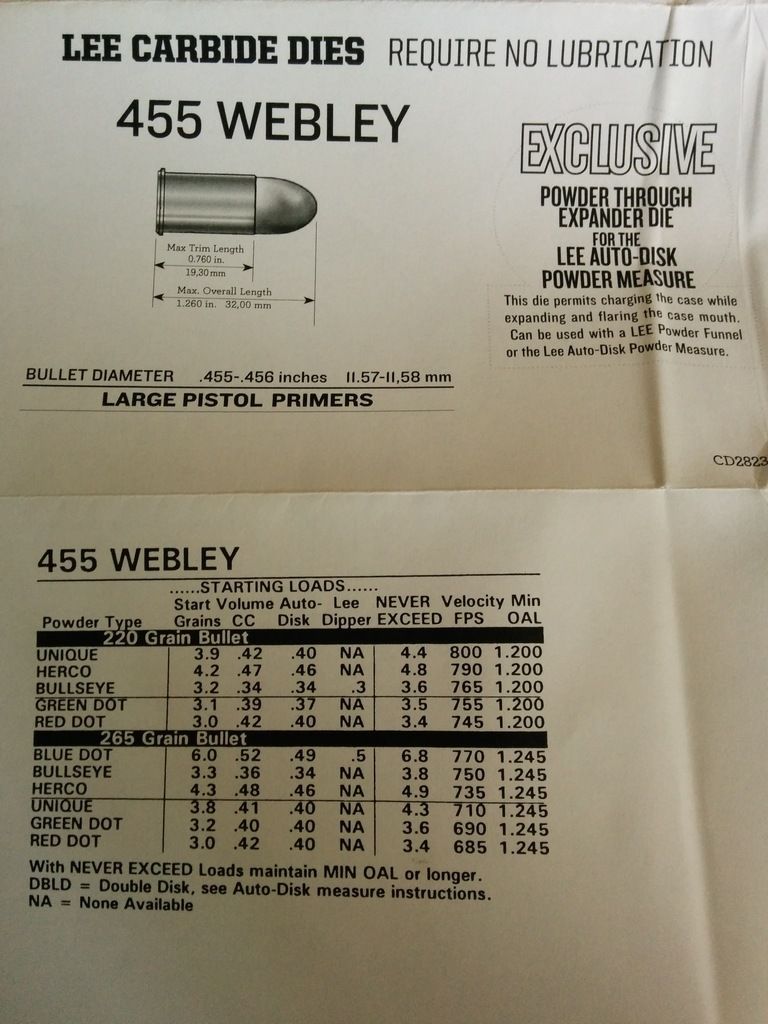 LEE CARBIDE DIES REQUIRE NO LUBRICATION
455 WEBLEY
Max Trim Length
0.760 in.
19,30 mm
Max. Overall Length
1.260 in. 32,00 mm
BULLET DIAMETER .455-.456 inches 11.57-11,58 mm
LARGE PISTOL PRIMERS
EXCLUSIVE
POWDER THROUGH
EXPANDER DIE
FOR THE
LEE AUTO-DISK
POWDER MEASURE
This die permits charging the case while
expanding and flaring the case mouth.
Can be used with a LEE Powder Funnel
or the Lee Auto-Disk Powder Measure.
CD2823
455 WEBLEY
......STARTING LOADS......
Start Volume Auto- Lee NEVER Velocity Min
Powder Type Grains CC Disk Dipper EXCEED FPS OAL
220 Grain Bullet
UNIQUE 3.9 .42 .40 NA 4.4 800 1.200
HERCO 4.2 .47 .46 NA 4.8 790 1.200
BULLSEYE 3.2 .34 .34 .3 3.6 765 1.200
GREEN DOT 3.1 .39 .37 NA 3.5 755 1.200
RED DOT 3.0 .42 .40 NA 3.4 745 1.200
265 Grain Bullet
BLUE DOT 6.0 .52 .49 .5 6.8 770 1.245
BULLSEYE 3.3 .36 .34 NA 3.8 750 1.245
HERCO 4.3 .48 .46 NA 4.9 735 1.245
UNIQUE 3.8 .41 .40 NA 4.3 710 1.245
GREEN DOT 3.2 .40 .40 NA 3.6 690 1.245
RED DOT 3.0 .42 .40 NA 3.4 685 1.245
With NEVER EXCEED Loads maintain MIN OAL or longer.
DBLD = Double Disk, see Auto-Disk measure instructions.
NA = None Available